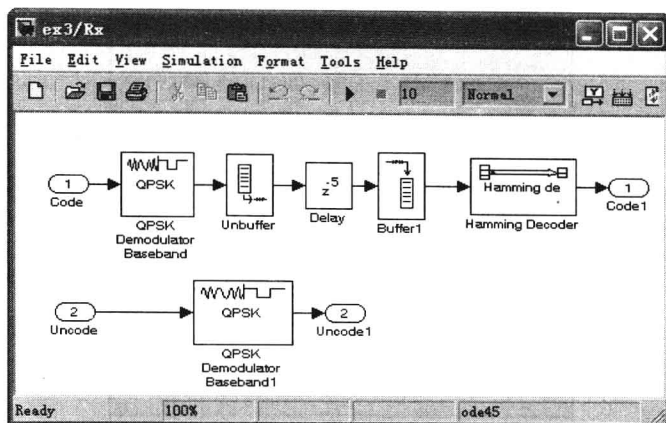 ex3/Rx
File Edit View Simulation Format Tools Help
10 Normal
1
Code
QPSK
QPSK
Demodulator
Baseband
Unbuffer
z-5
Delay
Buffer1
Hamming de
Hamming Decoder
1
Code1
2
Uncode
QPSK
QPSK
Demodulator
Baseband1
2
Uncode1
Ready 100% ode45